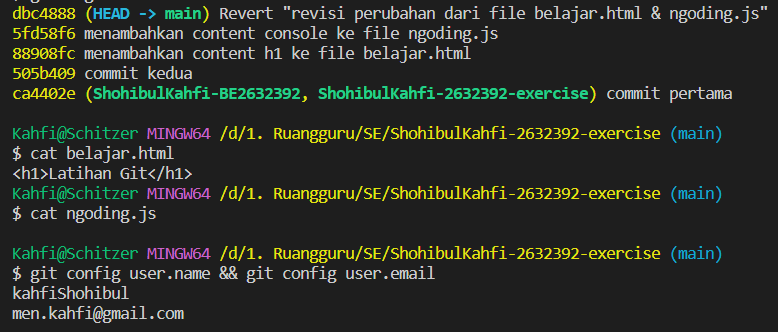 dbc4888 (HEAD -> main) Revert "revisi perubahan dari file belajar.html & ngoding.js"
5fd58f6 menambahkan content console ke file ngoding.js
88908fc menambahkan content h1 ke file belajar.html
505b409 commit kedua
ca4402e (ShohibulKahfi-BE2632392, ShohibulKahfi-2632392-exercise) commit pertama
Kahfi@Schitzer MINGW64 /d/1. Ruangguru/SE/ShohibulKahfi-2632392-exercise (main)
$ cat belajar.html
<h1>Latihan Git</h1>
Kahfi@Schitzer MINGW64 /d/1. Ruangguru/SE/ShohibulKahfi-2632392-exercise (main)
$ cat ngoding.js
Kahfi@Schitzer MINGW64 /d/1. Ruangguru/SE/ShohibulKahfi-2632392-exercise (main)
$ git config user.name && git config user.email
kahfiShohibul
men.kahfi@gmail.com